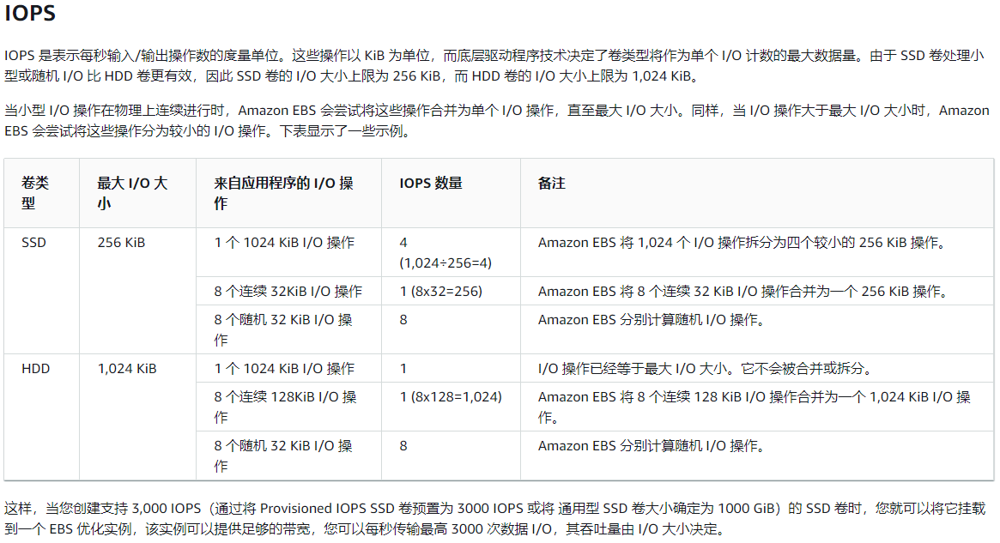 IOPS
IOPS 是表示每秒输入/输出操作数的度量单位。这些操作以 KiB 为单位，而底层驱动程序技术决定了卷类型将作为单个 I/O 计数的最大数据量。由于 SSD 卷处理小
型或随机 I/O 比 HDD 卷更有效，因此 SSD 卷的 I/O 大小上限为 256 KiB，而 HDD 卷的 I/O 大小上限为 1,024 KiB。
当小型 I/O 操作在物理上连续进行时，Amazon EBS 会尝试将这些操作合并为单个 I/O 操作，直至最大 I/O 大小。同样，当 I/O 操作大于最大 I/O 大小时，Amazon
EBS 会尝试将这些操作分为较小的 I/O 操作。下表显示了一些示例。
卷类
型
最大 I/O 大
小
来自应用程序的 I/O 操
作
IOPS 数量
备注
SSD
256 KiB
1 个 1024 KiB I/O 操作
4
(1,024÷256=4)
Amazon EBS 将 1,024 个 I/O 操作拆分为四个较小的 256 KiB 操作。
8 个连续 32KiB I/O 操作
1 (8x32=256)
Amazon EBS 将 8 个连续 32 KiB I/O 操作合并为一个 256 KiB 操作。
8 个随机 32 KiB I/O 操
作
8
Amazon EBS 分别计算随机 I/O 操作。
HDD
1,024 KiB
1 个 1024 KiB I/O 操作
1
I/O 操作已经等于最大 I/O 大小。它不会被合并或拆分。
8 个连续 128KiB I/O 操
作
1 (8x128=1,024)
Amazon EBS 将 8 个连续 128 KiB I/O 操作合并为一个 1,024 KiB I/O 操
作。
8 个随机 32 KiB I/O 操
作
8
Amazon EBS 分别计算随机 I/O 操作。
这样，当您创建支持 3,000 IOPS（通过将 Provisioned IOPS SSD 卷预置为 3000 IOPS 或将 通用型 SSD 卷大小确定为 1000 GiB）的 SSD 卷时，您就可以将它挂载
到一个 EBS 优化实例，该实例可以提供足够的带宽，您可以每秒传输最高 3000 次数据 I/O，其吞吐量由 I/O 大小决定。